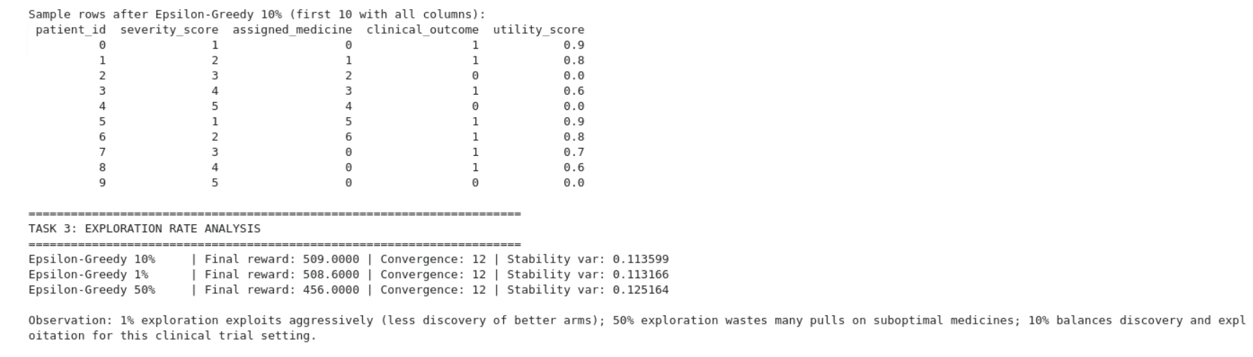 Sample rows after Epsilon-Greedy 10% (first 10 with all columns):
patient_id  severity_score  assigned_medicine  clinical_outcome  utility_score
0               1                  0                 1            0.9
1               2                  1                 1            0.8
2               3                  2                 0            0.0
3               4                  3                 1            0.6
4               5                  4                 0            0.0
5               1                  5                 1            0.9
6               2                  6                 1            0.8
7               3                  0                 1            0.7
8               4                  0                 1            0.6
9               5                  0                 0            0.0
======================================================================
TASK 3: EXPLORATION RATE ANALYSIS
======================================================================
Epsilon-Greedy 10%     | Final reward: 509.0000 | Convergence: 12 | Stability var: 0.113599
Epsilon-Greedy 1%      | Final reward: 508.6000 | Convergence: 12 | Stability var: 0.113166
Epsilon-Greedy 50%     | Final reward: 456.0000 | Convergence: 12 | Stability var: 0.125164
Observation: 1% exploration exploits aggressively (less discovery of better arms); 50% exploration wastes many pulls on suboptimal medicines; 10% balances discovery and expl
oitation for this clinical trial setting.